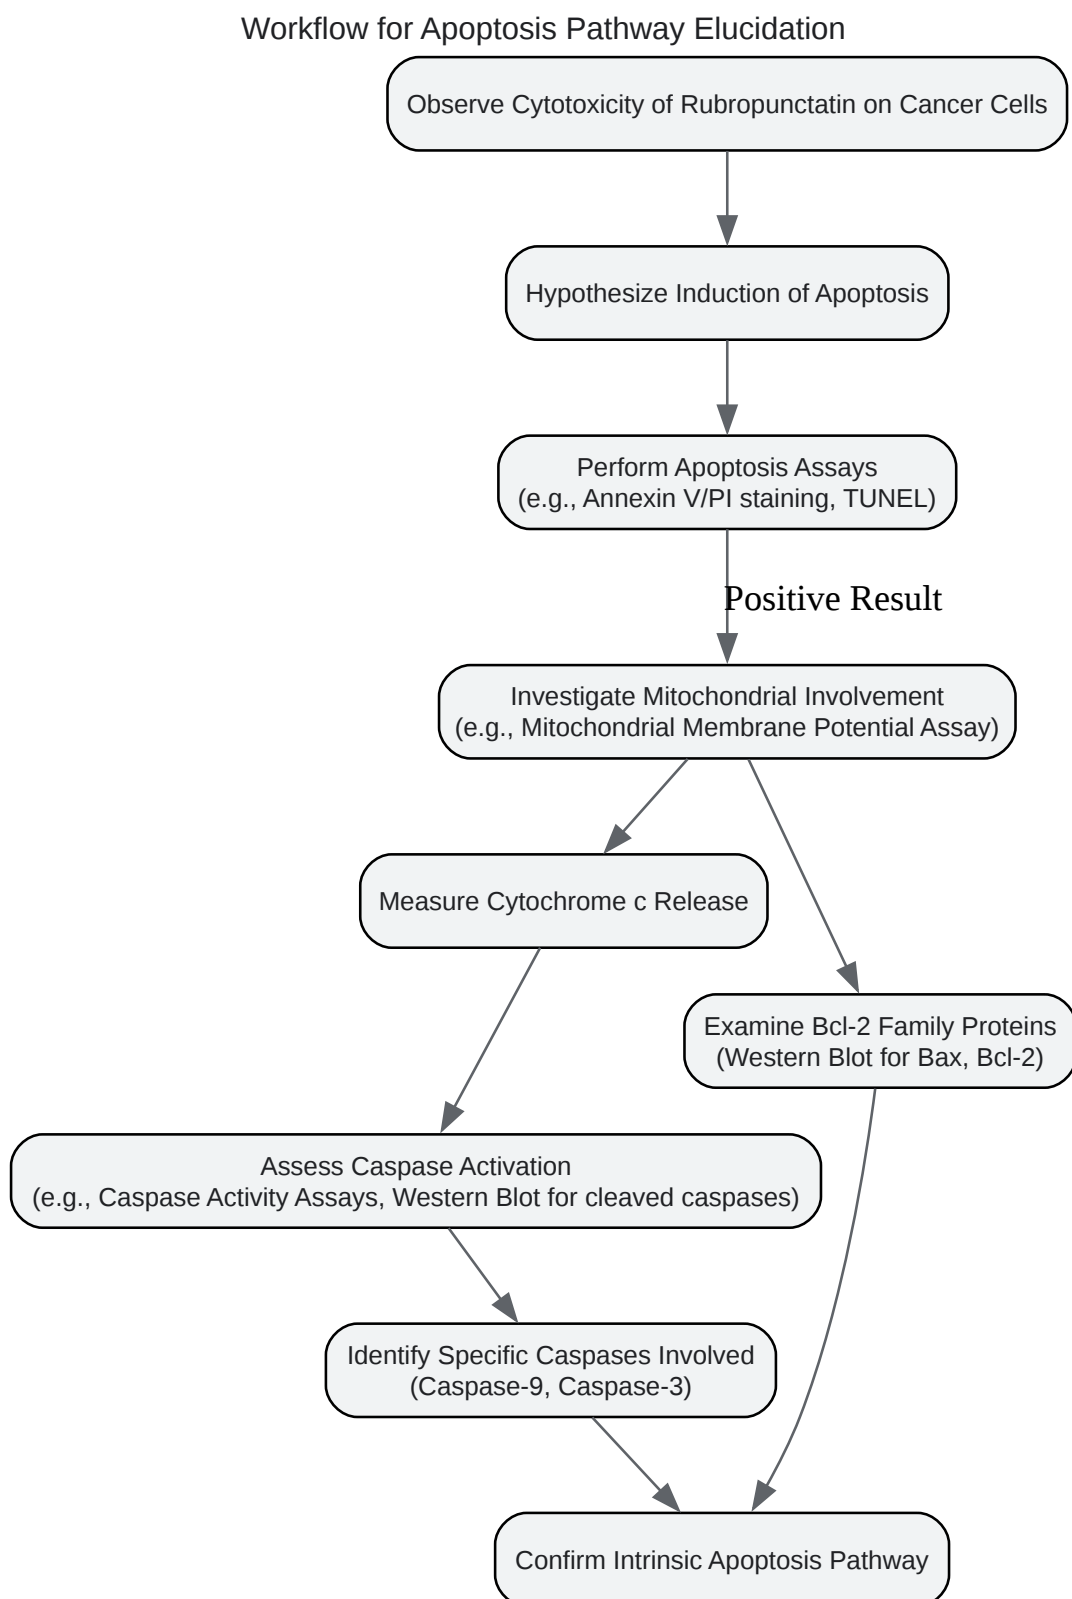 Workflow for Apoptosis Pathway Elucidation
Observe Cytotoxicity of Rubropunctatin on Cancer Cells
Hypothesize Induction of Apoptosis
Perform Apoptosis Assays
(e.g., Annexin V/PI staining, TUNEL)
Positive Result
Investigate Mitochondrial Involvement
(e.g., Mitochondrial Membrane Potential Assay)
Measure Cytochrome c Release
Examine Bcl-2 Family Proteins
(Western Blot for Bax, Bcl-2)
Assess Caspase Activation
(e.g., Caspase Activity Assays, Western Blot for cleaved caspases)
Identify Specific Caspases Involved
(Caspase-9, Caspase-3)
Confirm Intrinsic Apoptosis Pathway